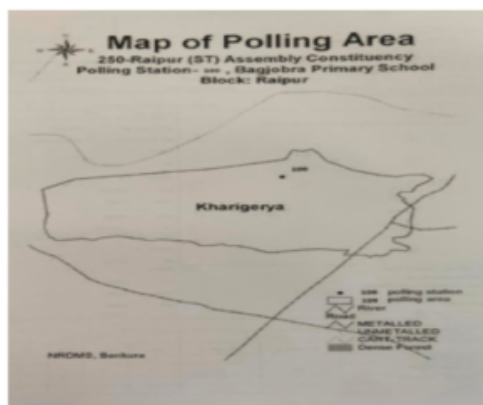 Map of Polling Area
250-Raipur (ST) Assembly Constituency
Polling Station- , Bagjobra Primary School
Block: Raipur
Kharigerya
polling station
polling area
River
Road
METALLED
UNMETALLED
CART TRACK
Dense Forest
NRDMS, Bankura